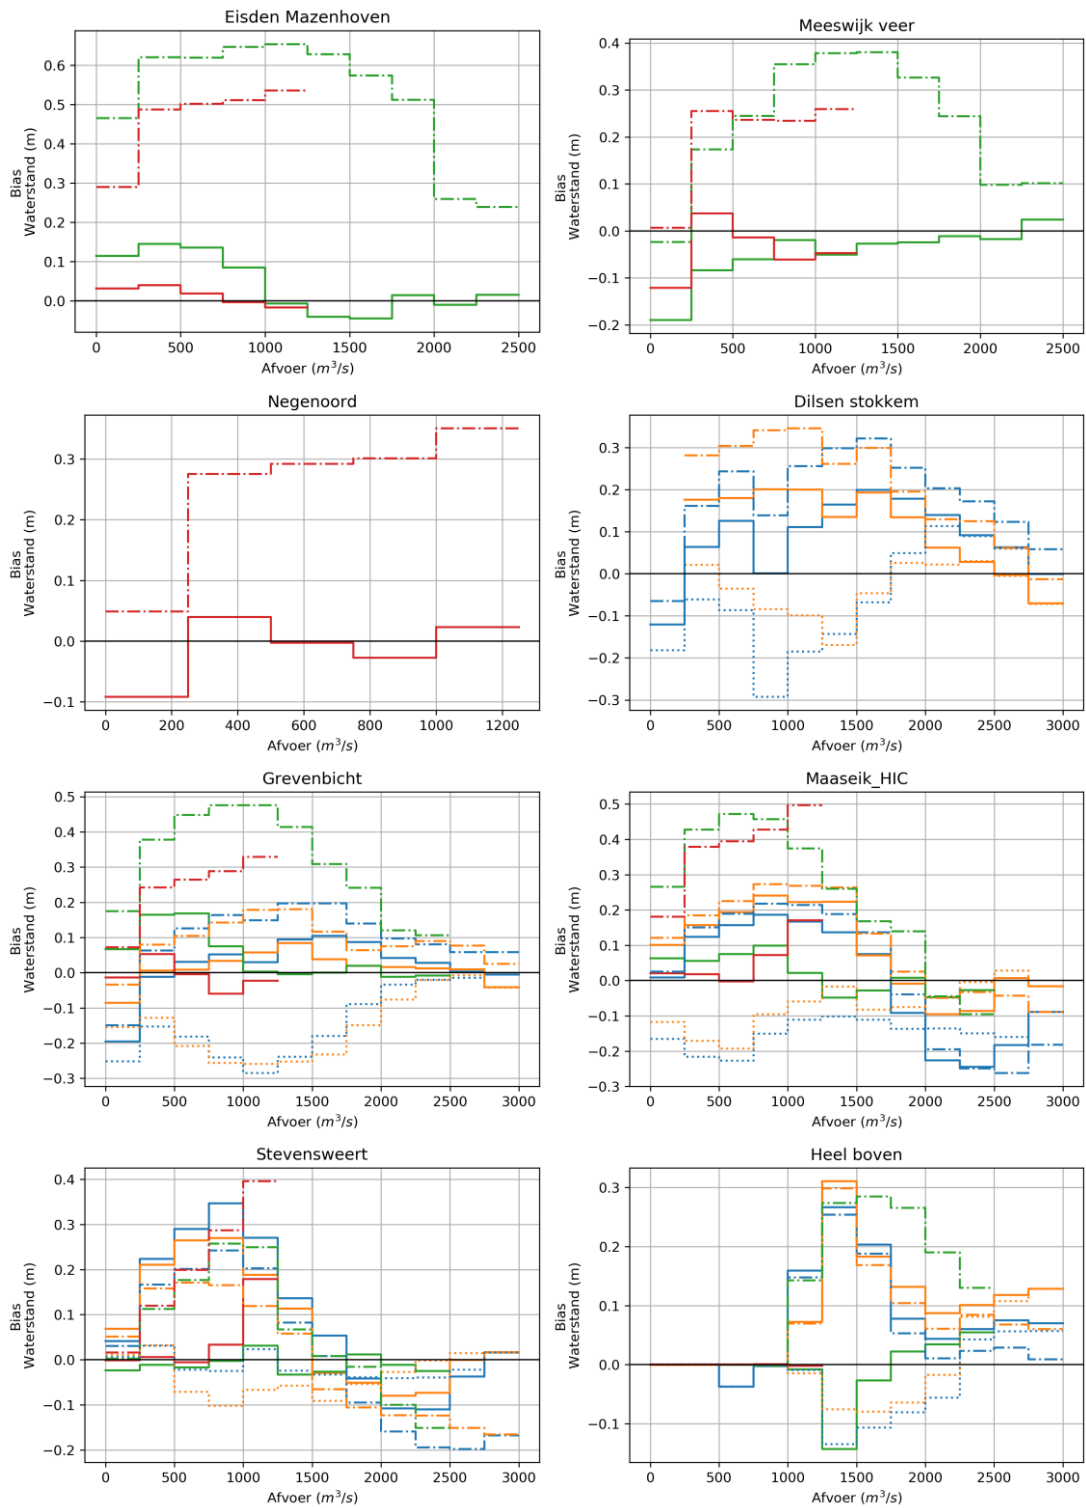 Eisden Mazenhoven
Bias
Waterstand (m)
0.6
0.5
0.4
0.3
0.2
0.1
0.0
0 500 1000 1500 2000 2500
Afvoer (m³/s)
Meeswijk veer
Bias
Waterstand (m)
0.4
0.3
0.2
0.1
0.0
−0.1
−0.2
0 500 1000 1500 2000 2500
Afvoer (m³/s)
Negenoord
Bias
Waterstand (m)
0.3
0.2
0.1
0.0
−0.1
0 200 400 600 800 1000 1200
Afvoer (m³/s)
Dilsen stokkem
Bias
Waterstand (m)
0.3
0.2
0.1
0.0
−0.1
−0.2
−0.3
0 500 1000 1500 2000 2500 3000
Afvoer (m³/s)
Grevenbicht
Bias
Waterstand (m)
0.5
0.4
0.3
0.2
0.1
0.0
−0.1
−0.2
−0.3
0 500 1000 1500 2000 2500 3000
Afvoer (m³/s)
Maaseik_HIC
Bias
Waterstand (m)
0.5
0.4
0.3
0.2
0.1
0.0
−0.1
−0.2
−0.3
0 500 1000 1500 2000 2500 3000
Afvoer (m³/s)
Stevensweert
Bias
Waterstand (m)
0.4
0.3
0.2
0.1
0.0
−0.1
−0.2
0 500 1000 1500 2000 2500 3000
Afvoer (m³/s)
Heel boven
Bias
Waterstand (m)
0.3
0.2
0.1
0.0
−0.1
0 500 1000 1500 2000 2500 3000
Afvoer (m³/s)